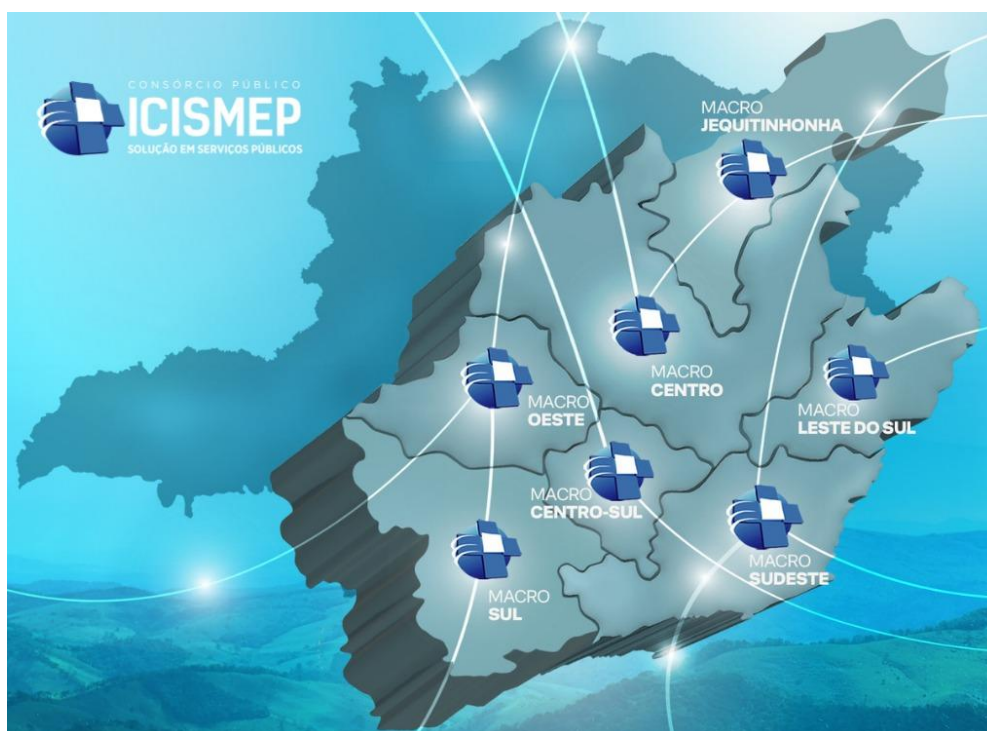 CONSÓRCIO PÚBLICO
ICISMEP
SOLUÇÃO EM SERVIÇOS PÚBLICOS
MACRO
JEQUITINHONHA
MACRO
CENTRO
MACRO
OESTE
MACRO
LESTE DO SUL
MACRO
CENTRO-SUL
MACRO
SUDESTE
MACRO
SUL